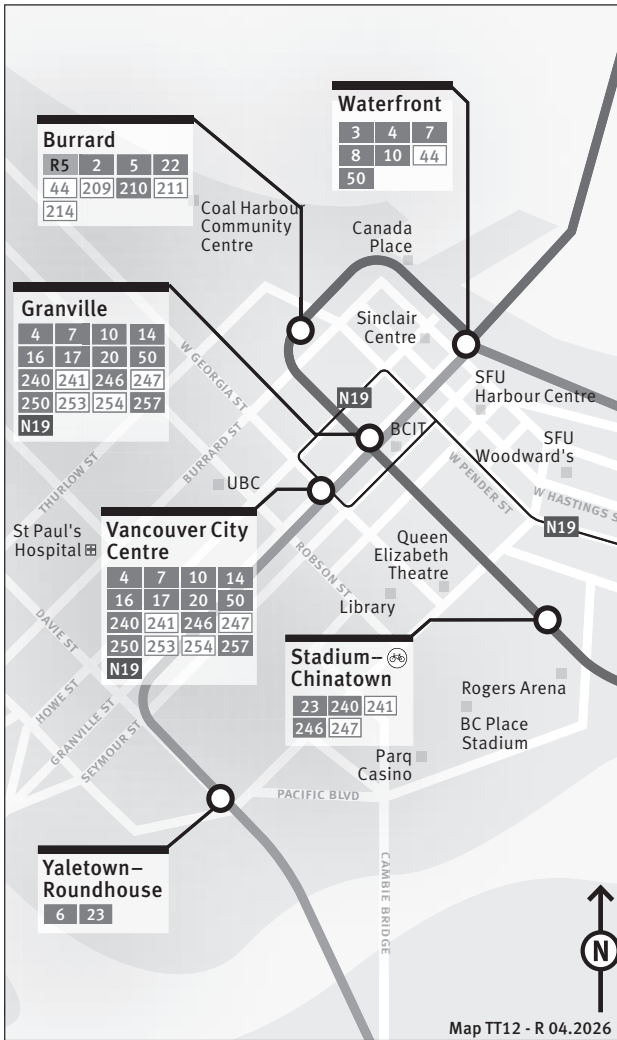 Waterfront
3 4 7
8 10 44
50
Burrard
R5 2 5 22
44 209 210 211
214
Coal Harbour
Community
Centre
Canada
Place
Granville
4 7 10 14
16 17 20 50
240 241 246 247
250 253 254 257
N19
Sinclair
Centre
W GEORGIA ST
N19
SFU
Harbour Centre
BURRARD ST
BCIT
SFU
Woodward's
THURLOW ST
UBC
W PENDER ST
W HASTINGS S
N19
St Paul's
Hospital
Vancouver City
Centre
4 7 10 14
16 17 20 50
240 241 246 247
250 253 254 257
N19
ROBSON ST
Queen
Elizabeth
Theatre
Library
DAVIE ST
HOWE ST
GRANVILLE ST
SEYMOUR ST
Stadium–
Chinatown
23 240 241
246 247
Rogers Arena
BC Place
Stadium
Parq
Casino
PACIFIC BLVD
CAMBIE BRIDGE
Yaletown–
Roundhouse
6 23
N
Map TT12 - R 04.2026